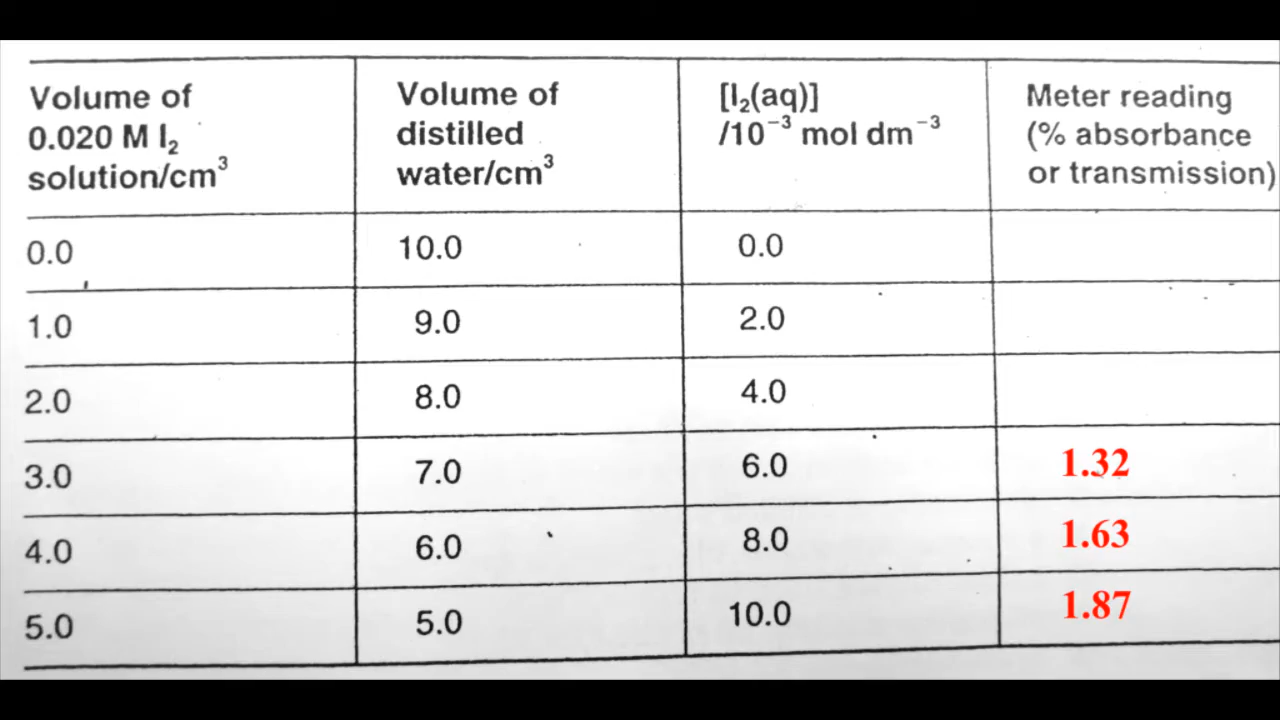 Volume of
0.020 M I₂
solution/cm³
Volume of
distilled
water/cm³
[I₂(aq)]
/10⁻³ mol dm⁻³
Meter reading
(% absorbance
or transmission)
0.0 10.0 0.0
1.0 9.0 2.0
2.0 8.0 4.0
3.0 7.0 6.0 1.32
4.0 6.0 8.0 1.63
5.0 5.0 10.0 1.87